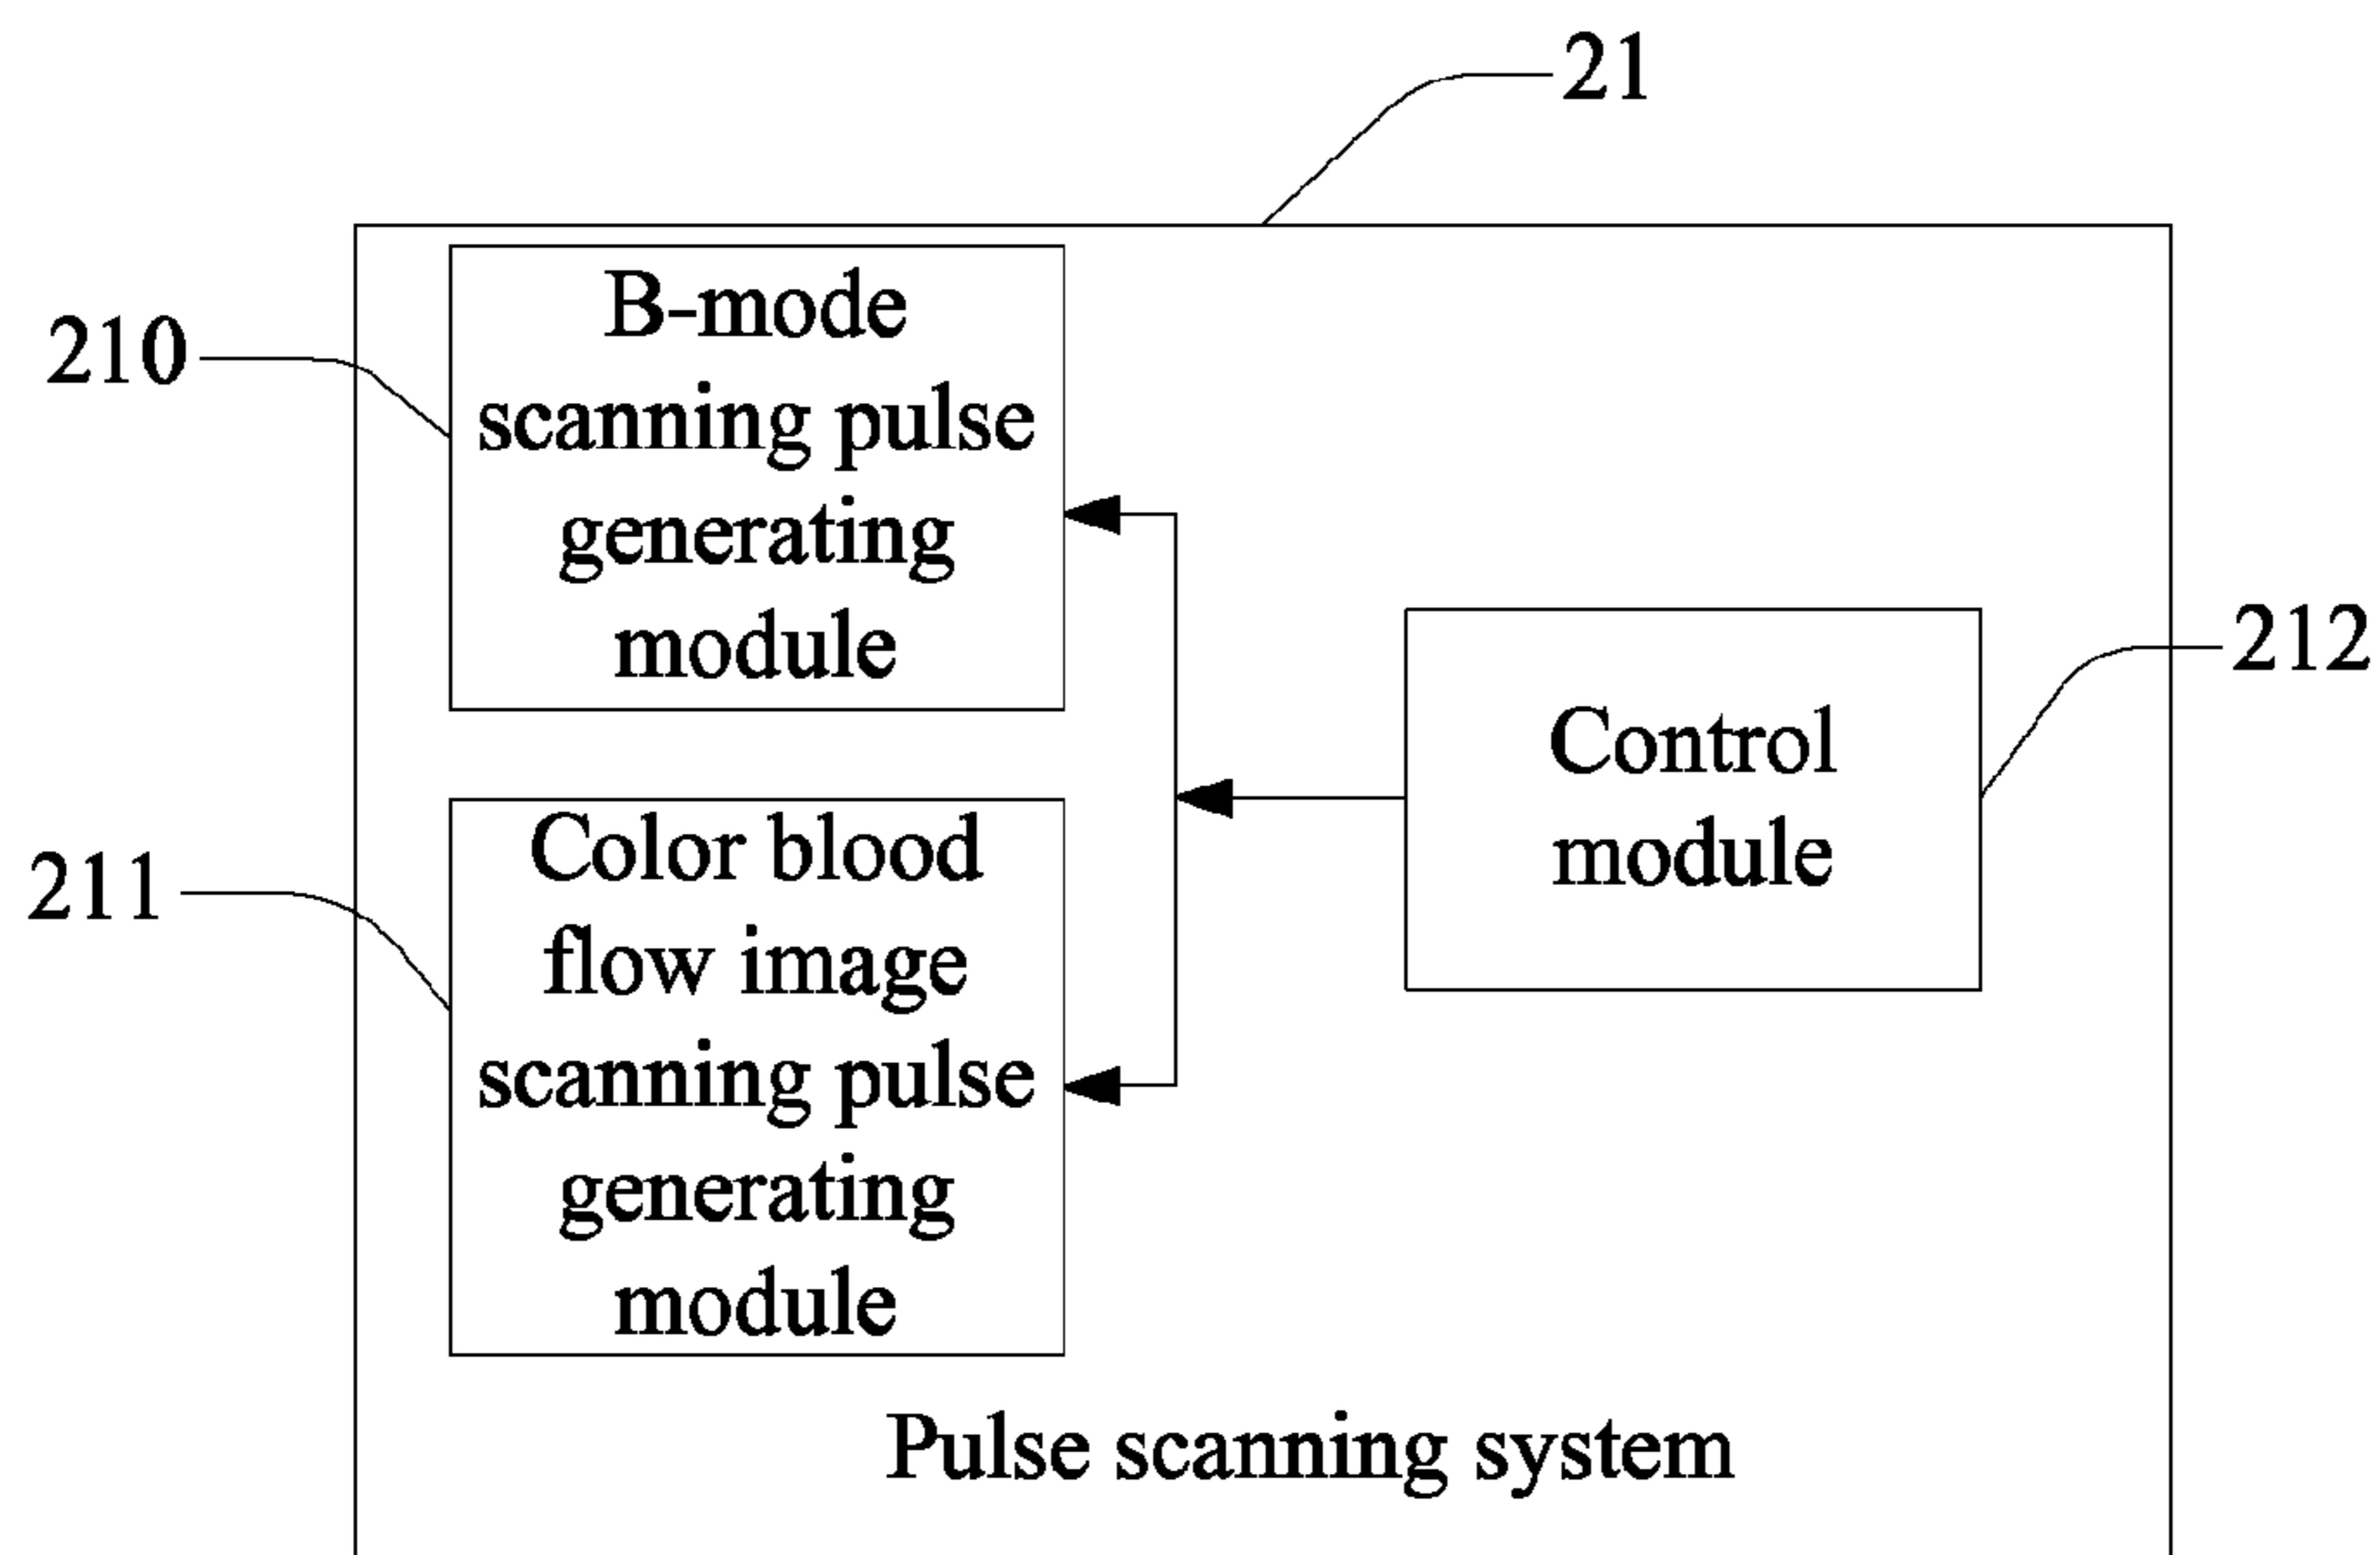 21
B-mode
scanning pulse
generating
module
210
Control
module
212
Color blood
flow image
scanning pulse
generating
module
211
Pulse scanning system